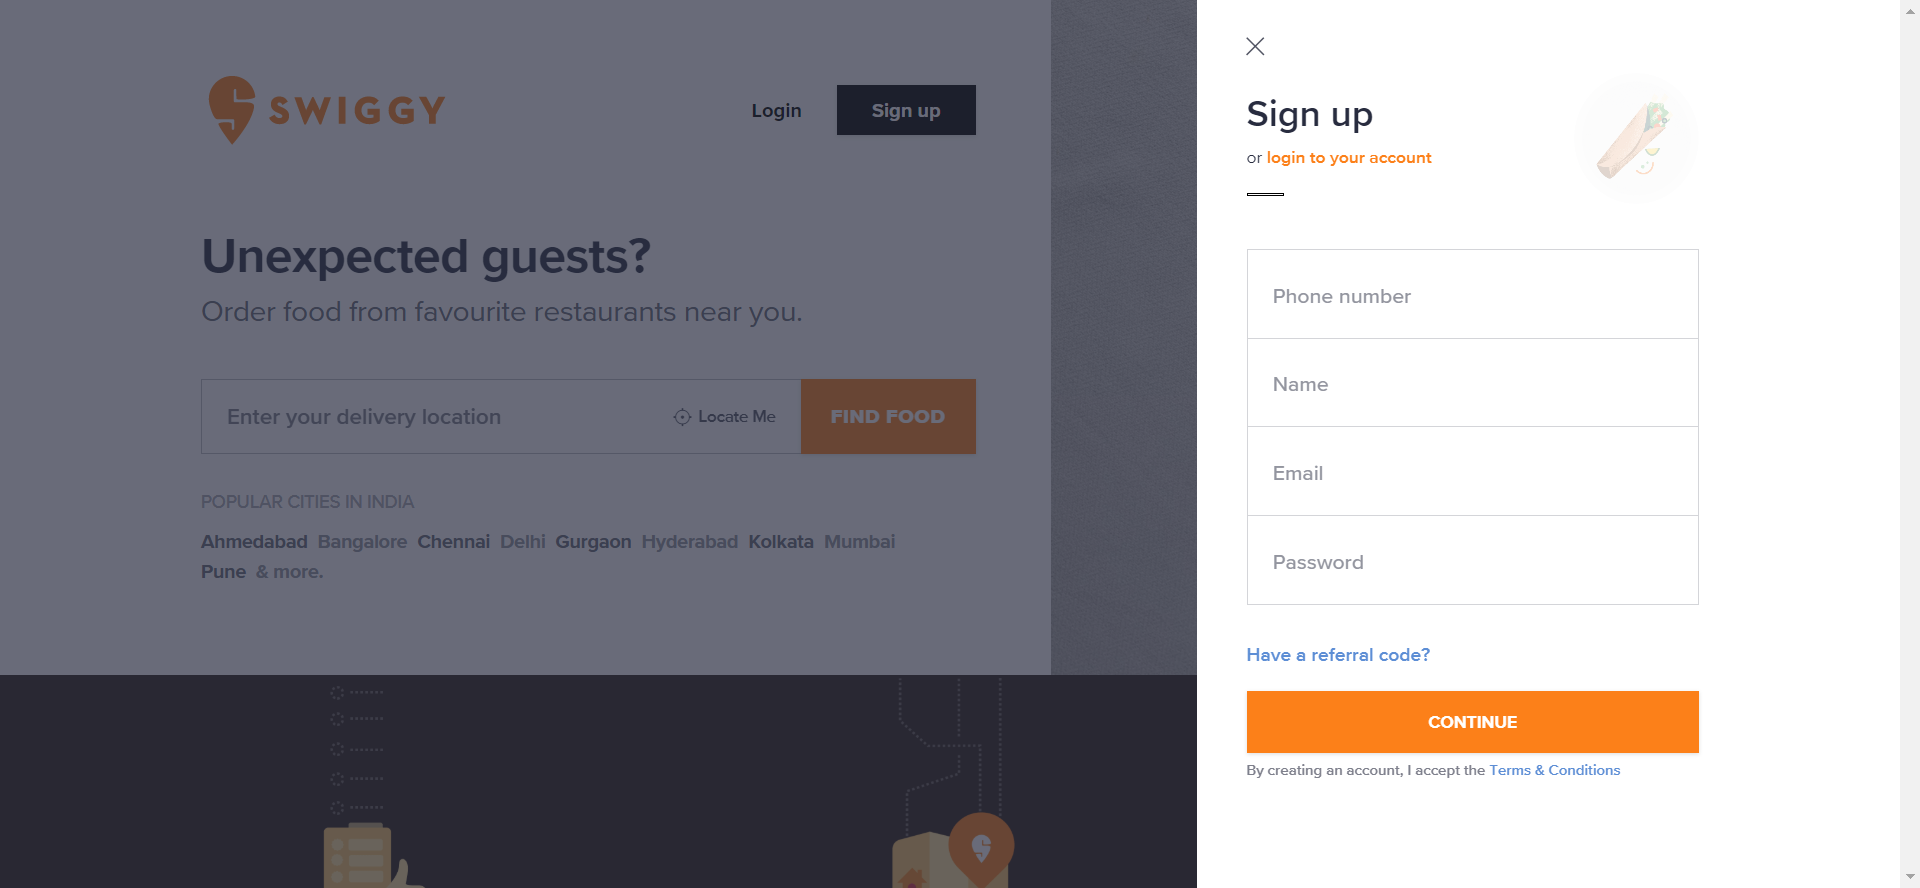 SWIGGY
Login
Sign up
Unexpected guests?
Order food from favourite restaurants near you.
Enter your delivery location
Locate Me
FIND FOOD
POPULAR CITIES IN INDIA
Ahmedabad Bangalore Chennai Delhi Gurgaon Hyderabad Kolkata Mumbai
Pune & more.
Sign up
or login to your account
Phone number
Name
Email
Password
Have a referral code?
CONTINUE
By creating an account, I accept the Terms & Conditions